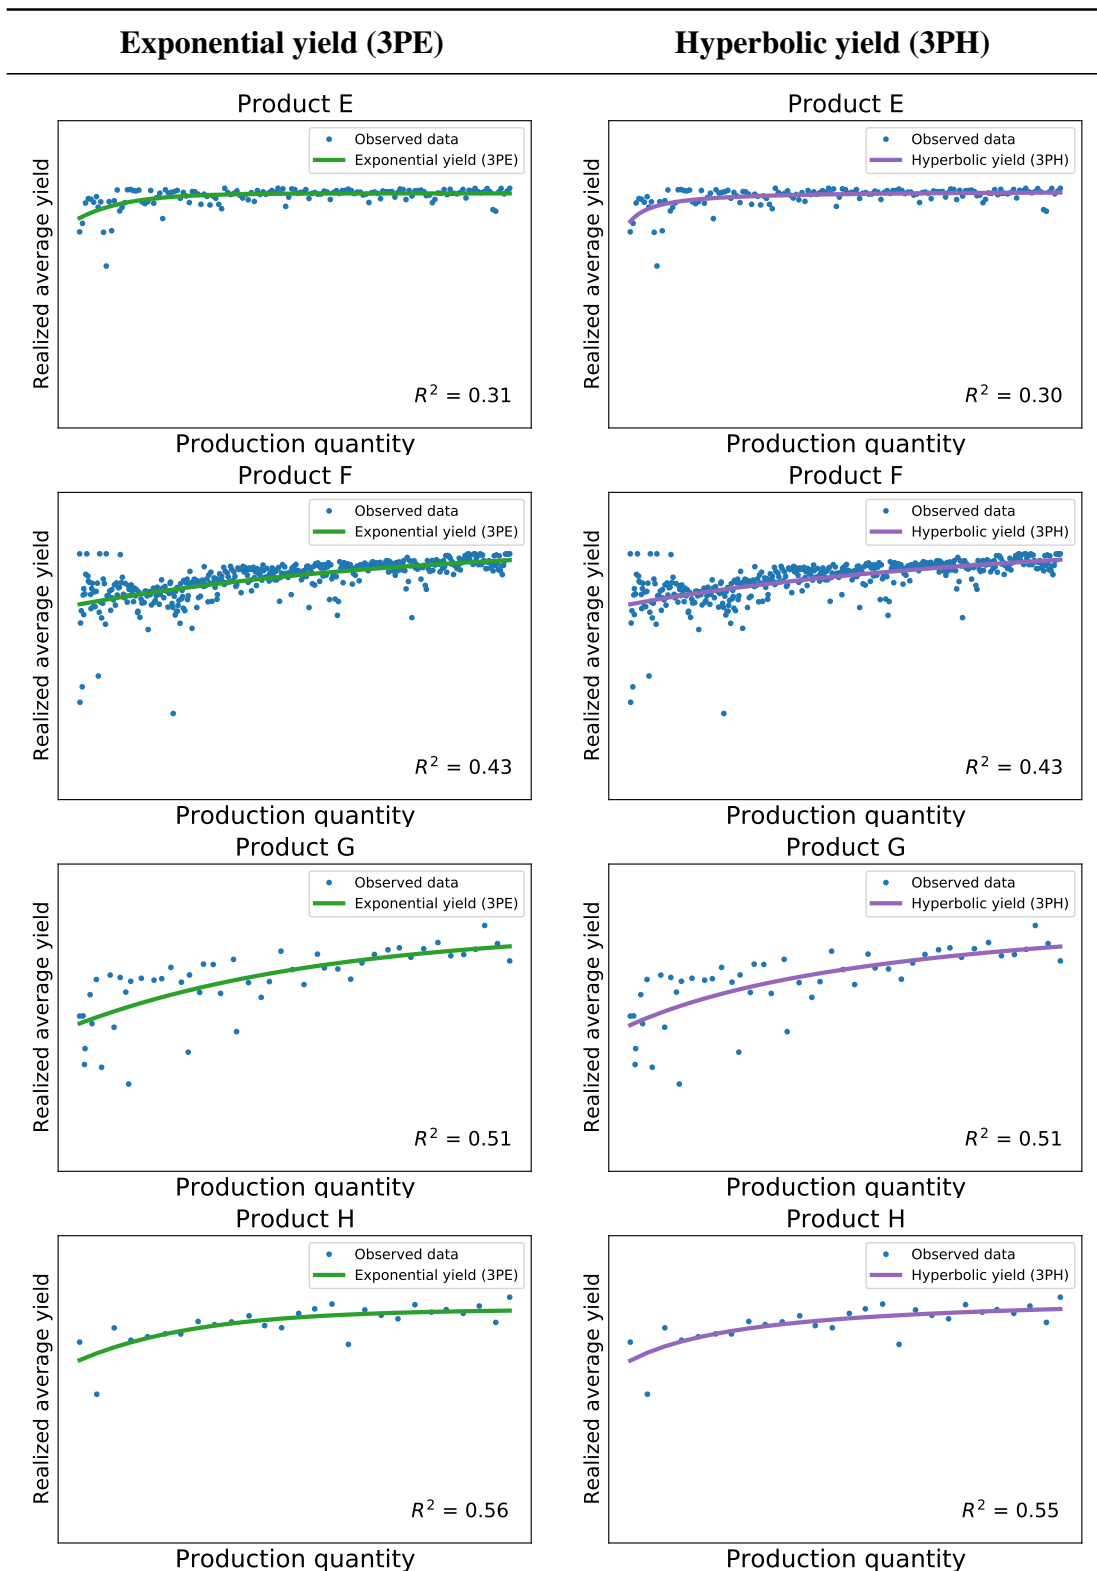 Exponential yield (3PE)
Hyperbolic yield (3PH)
Product E
Observed data
Exponential yield (3PE)
Realized average yield
R² = 0.31
Production quantity
Product E
Observed data
Hyperbolic yield (3PH)
Realized average yield
R² = 0.30
Production quantity
Product F
Observed data
Exponential yield (3PE)
Realized average yield
R² = 0.43
Production quantity
Product F
Observed data
Hyperbolic yield (3PH)
Realized average yield
R² = 0.43
Production quantity
Product G
Observed data
Exponential yield (3PE)
Realized average yield
R² = 0.51
Production quantity
Product G
Observed data
Hyperbolic yield (3PH)
Realized average yield
R² = 0.51
Production quantity
Product H
Observed data
Exponential yield (3PE)
Realized average yield
R² = 0.56
Production quantity
Product H
Observed data
Hyperbolic yield (3PH)
Realized average yield
R² = 0.55
Production quantity